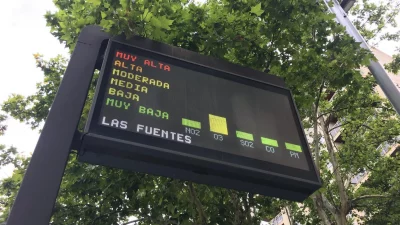 MUY ALTA
ALTA
MODERADA
MEDIA
BAJA
MUY BAJA
NO2 O3 SO2 CO PM
LAS FUENTES